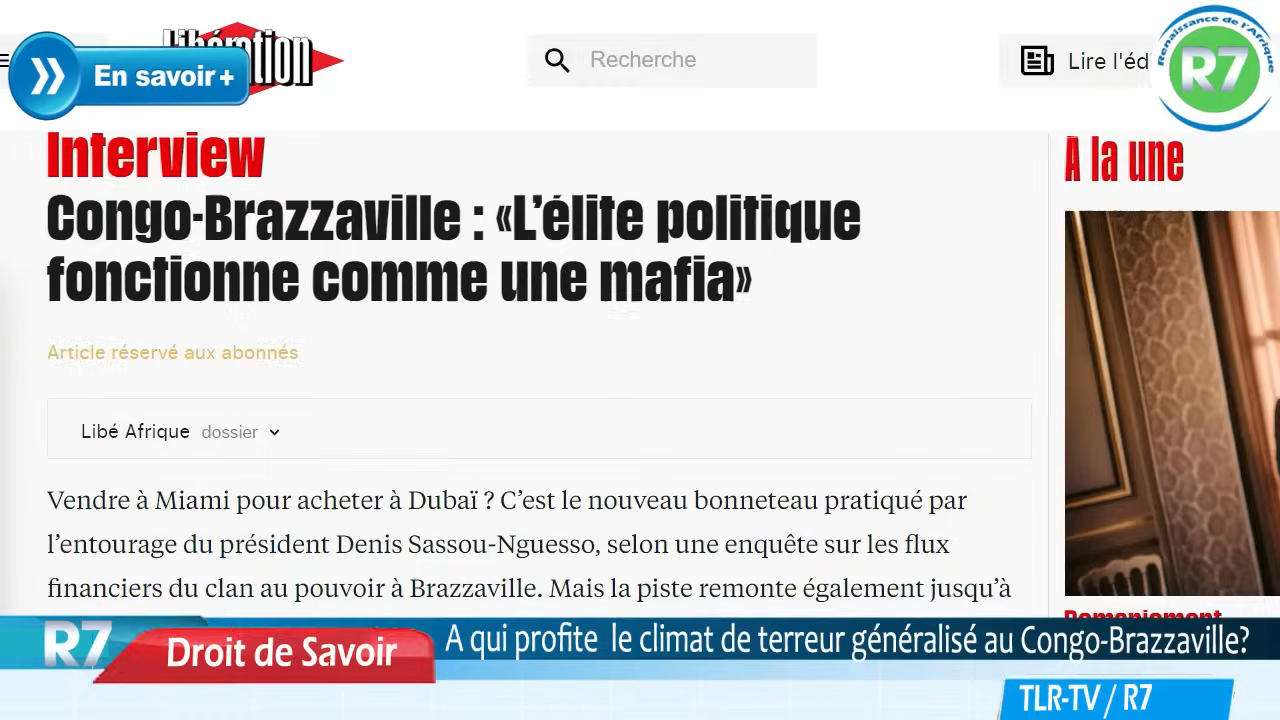 Libération
En savoir+
Recherche
Lire l'éd
Renaissance de l'Afrique
R7
Interview
A la une
Congo-Brazzaville : «L’élite politique
fonctionne comme une mafia»
Article réservé aux abonnés
Libé Afrique dossier
Vendre à Miami pour acheter à Dubaï ? C’est le nouveau bonneteau pratiqué par
l’entourage du président Denis Sassou-Nguesso, selon une enquête sur les flux
financiers du clan au pouvoir à Brazzaville. Mais la piste remonte également jusqu’à
R7
Droit de Savoir
A qui profite le climat de terreur généralisé au Congo-Brazzaville?
TLR-TV / R7